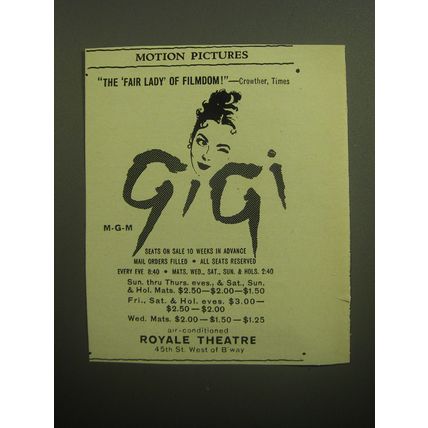 MOTION PICTURES
"THE 'FAIR LADY' OF FILMDOM!"—Crowther, Times
GiGi
M-G-M
SEATS ON SALE 10 WEEKS IN ADVANCE
MAIL ORDERS FILLED • ALL SEATS RESERVED
EVERY EVE 8:40 • MATS. WED., SAT., SUN. & HOLS. 2:40
Sun. thru Thurs. eves., & Sat., Sun.
& Hol. Mats. $2.50—$2.00—$1.50
Fri., Sat. & Hol. eves. $3.00—
$2.50—$2.00
Wed. Mats. $2.00—$1.50—$1.25
air-conditioned
ROYALE THEATRE
45th St. West of B'way